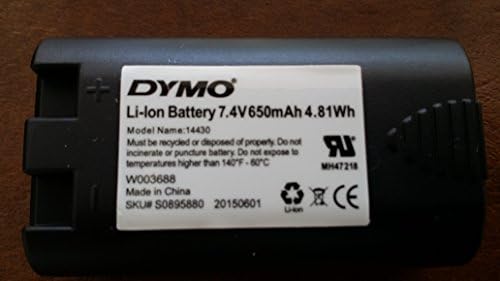 DYMO®
Li-Ion Battery 7.4V 650mAh 4.81Wh
Model Name:14430
Must be recycled or disposed of properly. Do not
incinerate or puncture battery. Do not expose to
temperatures higher than 140°F - 60°C
W003688
Made in China
SKU# S0895880 20150601
MH47218
Li-ion